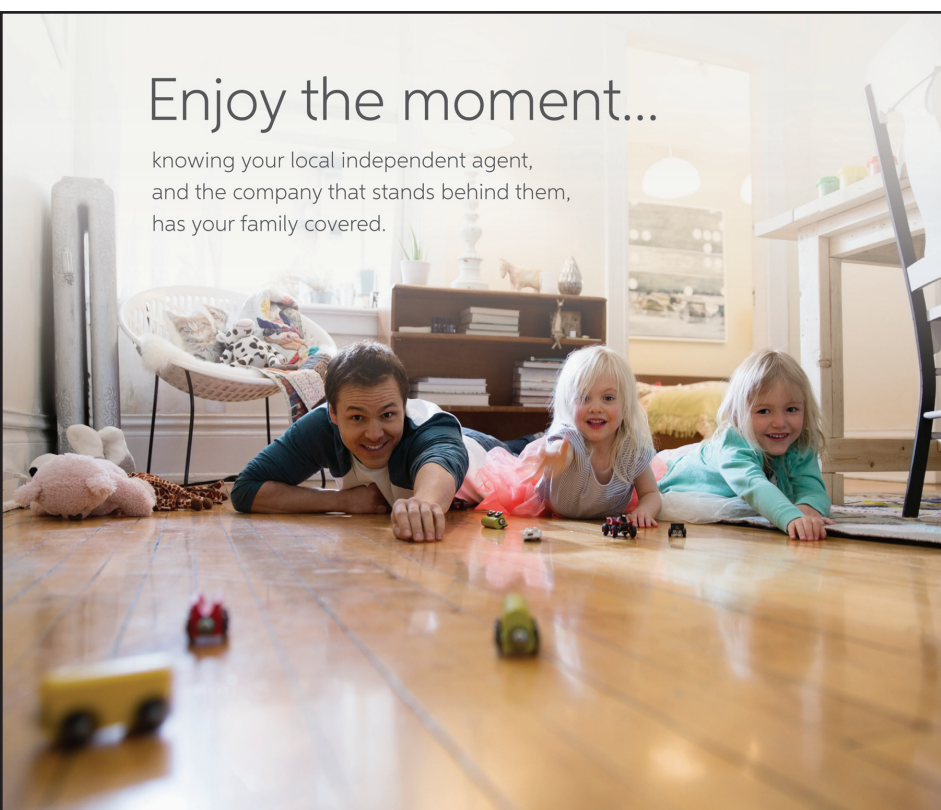 Enjoy the moment...
knowing your local independent agent,
and the company that stands behind them,
has your family covered.